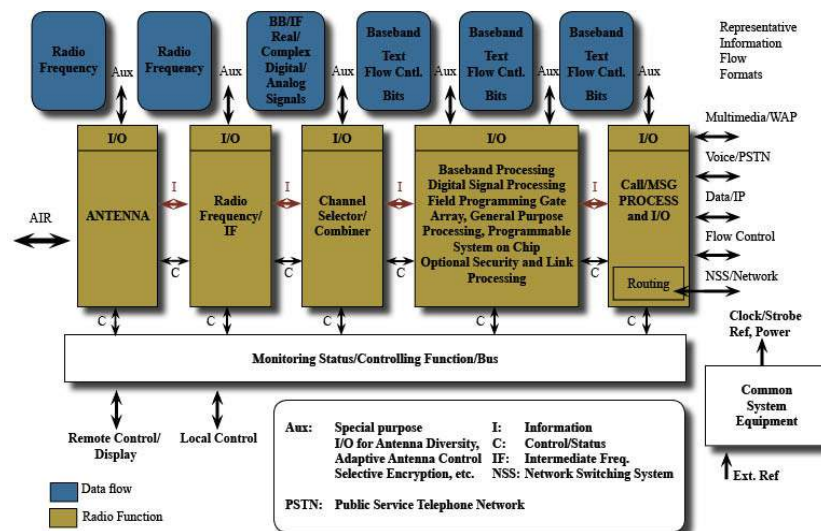 Radio
Frequency
Radio
Frequency
BB/IF
Real/
Complex
Digital/
Analog
Signals
Baseband
Text
Flow Cntl.
Bits
Baseband
Text
Flow Cntl.
Bits
Baseband
Text
Flow Cntl.
Bits
Representative
Information
Flow
Formats
Aux
Aux
Aux
Aux
Aux
Aux
I/O
I/O
I/O
I/O
I/O
AIR
ANTENNA
I
C
Radio
Frequency/
IF
I
C
Channel
Selector/
Combiner
I
C
Baseband Processing
Digital Signal Processing
Field Programming Gate
Array, General Purpose
Processing, Programmable
System on Chip
Optional Security and Link
Processing
I
C
Call/MSG
PROCESS
and I/O
Routing
Multimedia/WAP
Voice/PSTN
Data/IP
Flow Control
NSS/Network
C
C
C
C
C
Monitoring Status/Controlling Function/Bus
Clock/Strobe
Ref, Power
Common
System
Equipment
Ext. Ref
Remote Control/
Display
Local Control
Aux: Special purpose
I/O for Antenna Diversity,
Adaptive Antenna Control
Selective Encryption, etc.
I: Information
C: Control/Status
IF: Intermediate Freq.
NSS: Network Switching System
PSTN: Public Service Telephone Network
Data flow
Radio Function